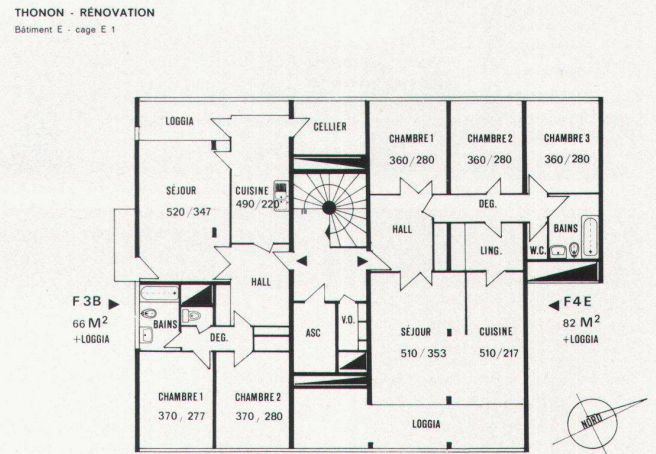 THONON - RÉNOVATION
Bâtiment E - cage E 1
LOGGIA
CELLIER
CHAMBRE 1
360/280
CHAMBRE 2
360/280
CHAMBRE 3
360/280
SÉJOUR
520/347
CUISINE
490/220
DEG.
HALL
LING.
W.C.
BAINS
HALL
F3B
66 M²
+LOGGIA
F4E
82 M²
+LOGGIA
BAINS
DEG.
ASC
V.O.
SÉJOUR
510/353
CUISINE
510/217
CHAMBRE 1
370/277
CHAMBRE 2
370/280
LOGGIA
NORD